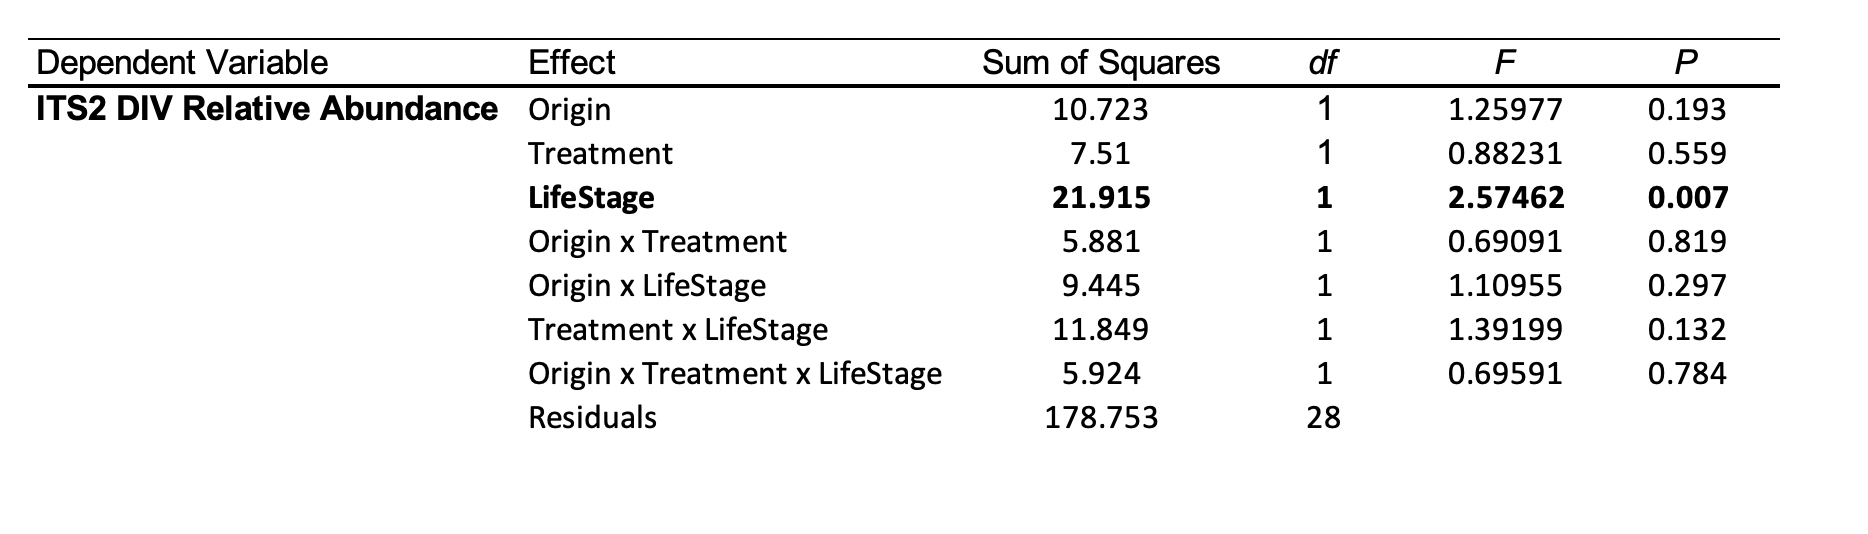 Dependent Variable Effect Sum of Squares df F P
ITS2 DIV Relative Abundance Origin 10.723 1 1.25977 0.193
Treatment 7.51 1 0.88231 0.559
LifeStage 21.915 1 2.57462 0.007
Origin x Treatment 5.881 1 0.69091 0.819
Origin x LifeStage 9.445 1 1.10955 0.297
Treatment x LifeStage 11.849 1 1.39199 0.132
Origin x Treatment x LifeStage 5.924 1 0.69591 0.784
Residuals 178.753 28